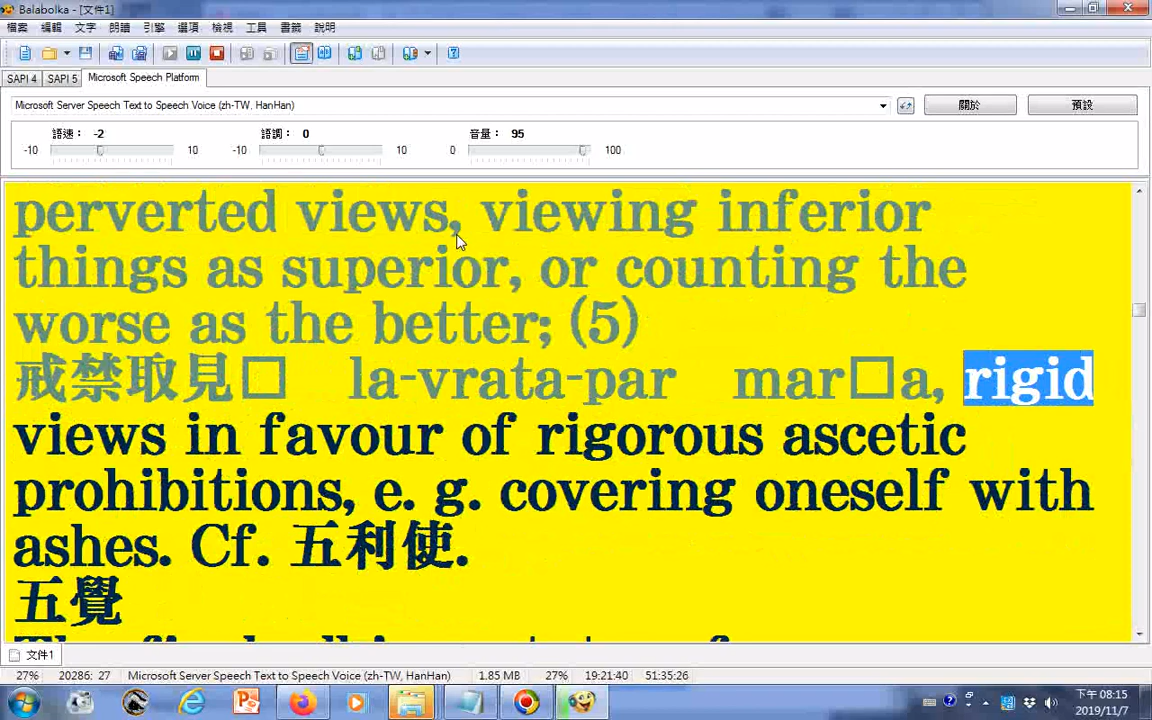 Balabolka - [文件1]
檔案 編輯 文字 朗讀 引擎 選項 檢視 工具 書籤 說明
SAPI 4 SAPI 5 Microsoft Speech Platform
Microsoft Server Speech Text to Speech Voice (zh-TW, HanHan) 關於 預設
語速： -2 語調： 0 音量： 95
-10 10 -10 10 0 100
perverted views, viewing inferior
things as superior, or counting the
worse as the better; (5)
戒禁取見□ la-vrata-par mar□a, rigid
views in favour of rigorous ascetic
prohibitions, e. g. covering oneself with
ashes. Cf. 五利使.
五覺
文件1
27% 20286: 27 Microsoft Server Speech Text to Speech Voice (zh-TW, HanHan) 1.85 MB 27% 19:21:40 51:35:26
下午 08:15
2019/11/7